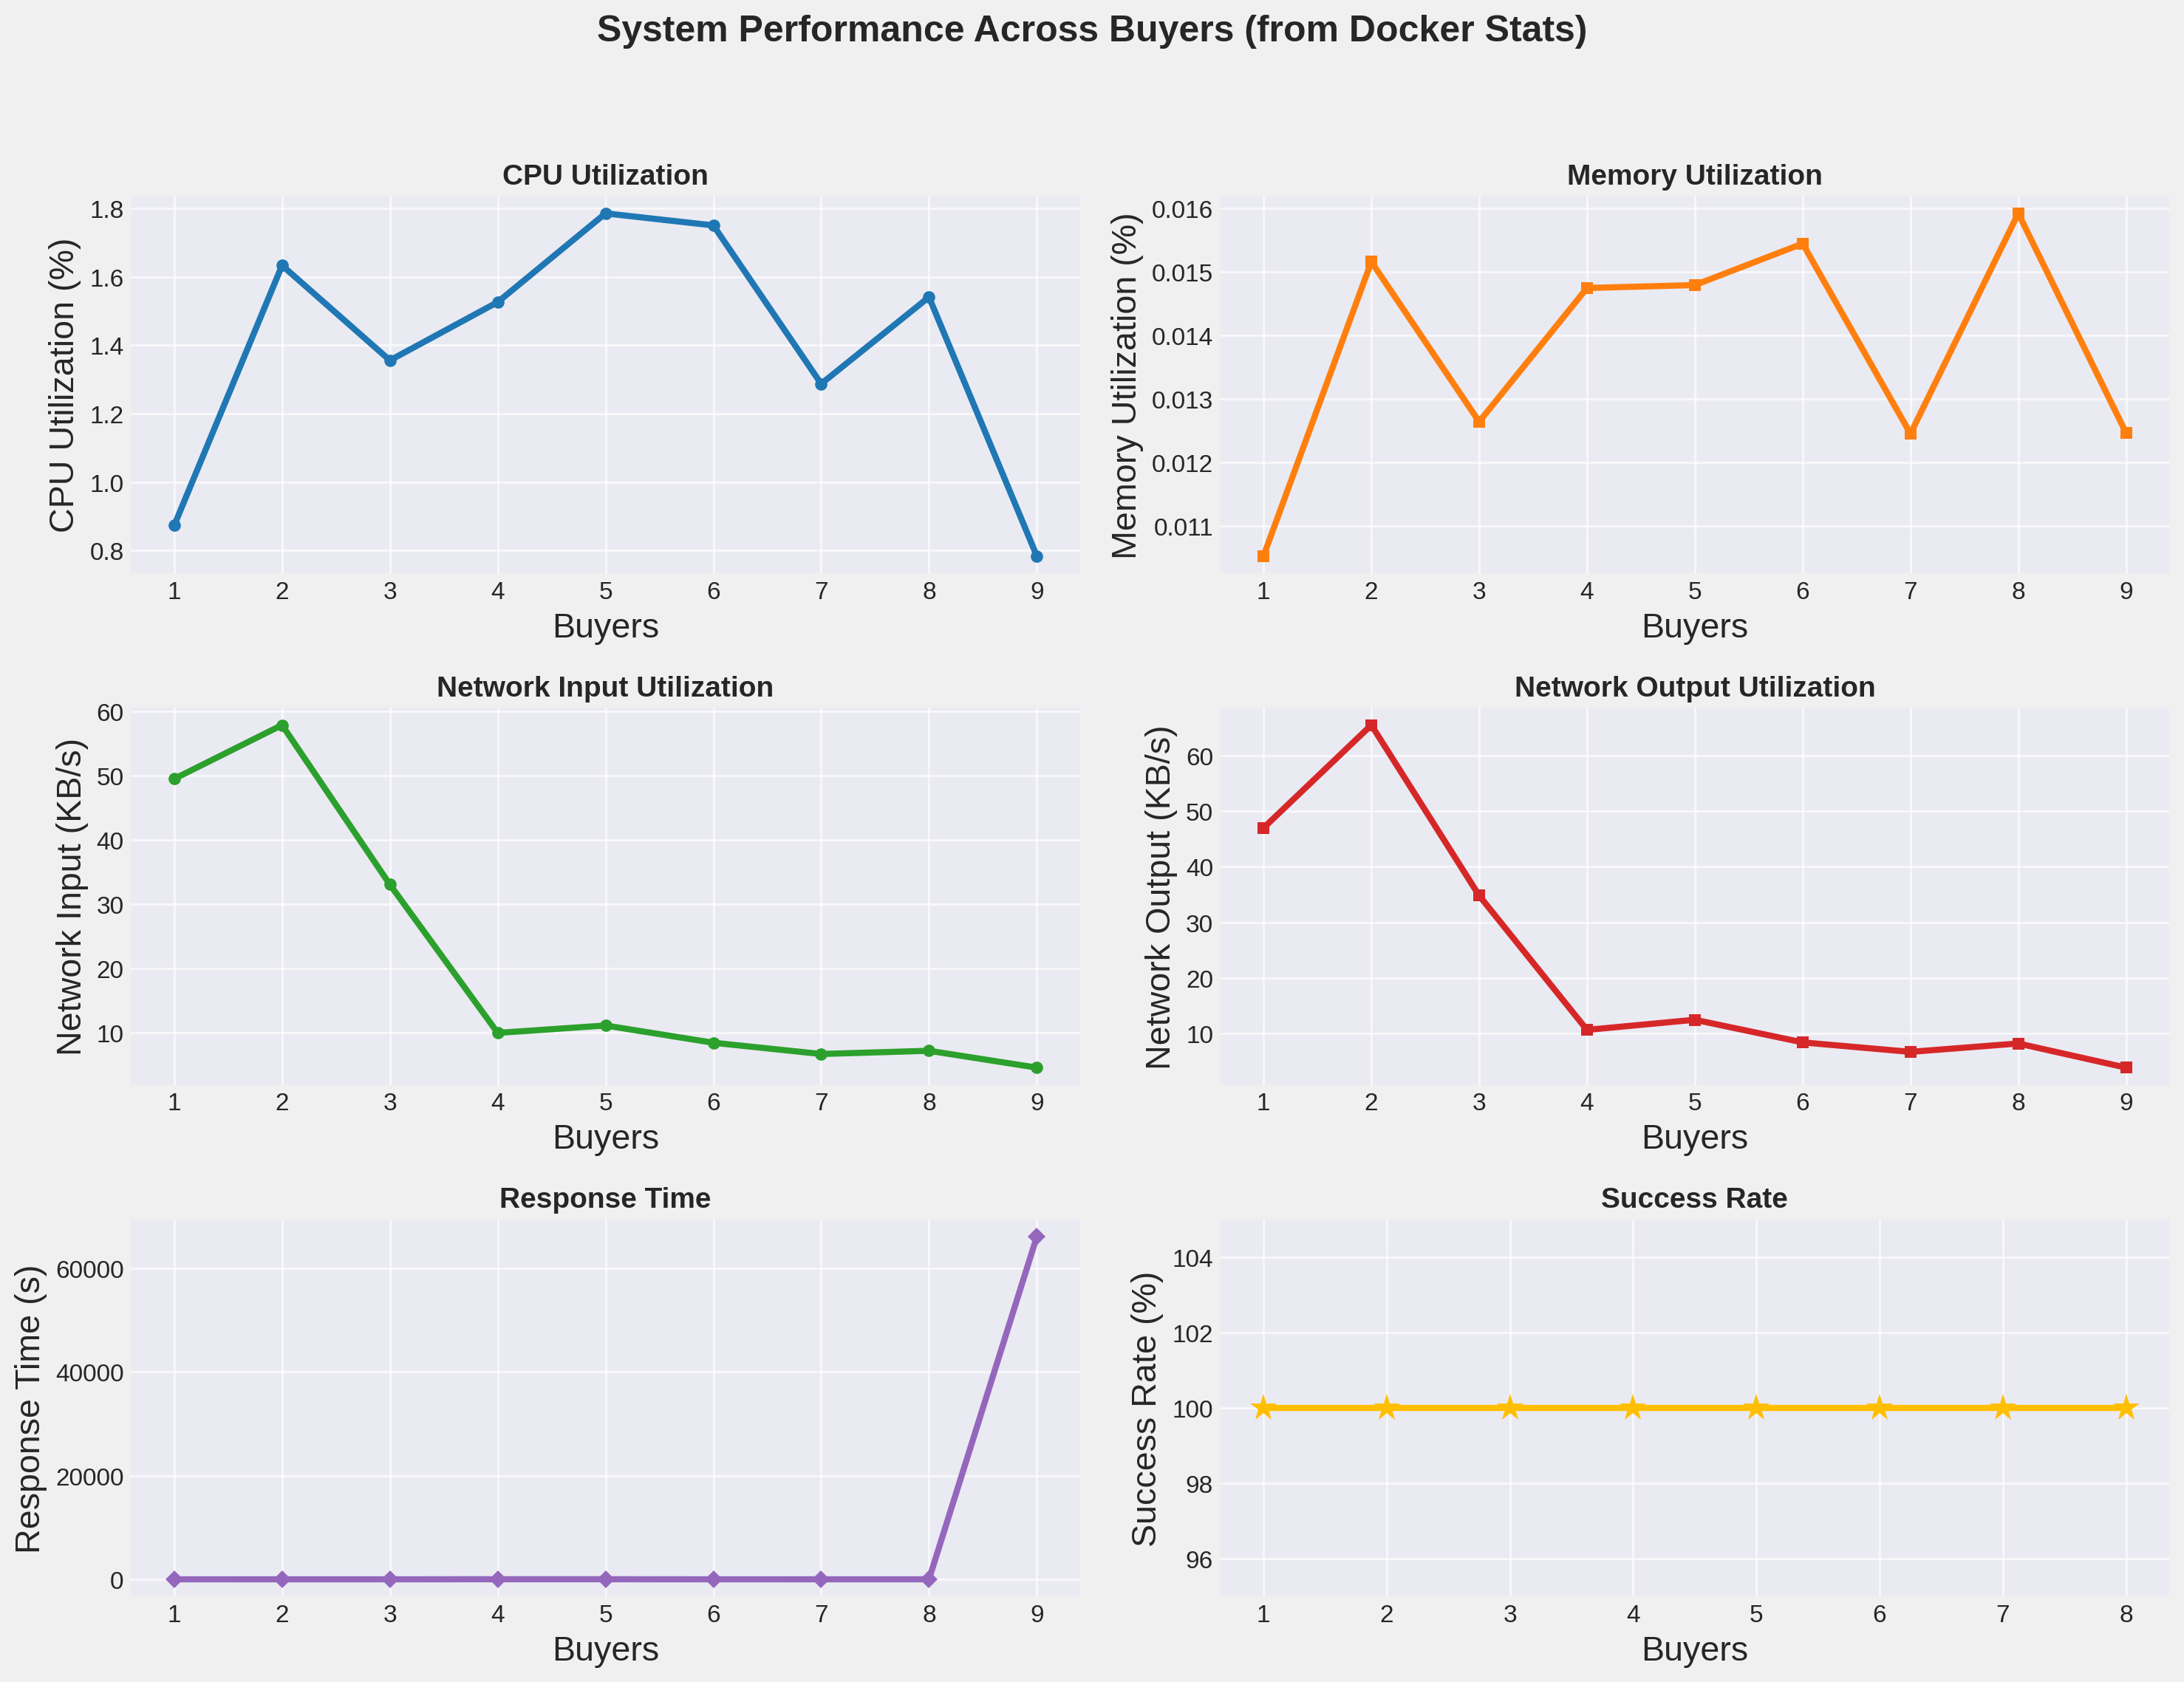 System Performance Across Buyers (from Docker Stats)
CPU Utilization
CPU Utilization (%)
1.8
1.6
1.4
1.2
1.0
0.8
1 2 3 4 5 6 7 8 9
Buyers
Memory Utilization
Memory Utilization (%)
0.016
0.015
0.014
0.013
0.012
0.011
1 2 3 4 5 6 7 8 9
Buyers
Network Input Utilization
Network Input (KB/s)
60
50
40
30
20
10
1 2 3 4 5 6 7 8 9
Buyers
Network Output Utilization
Network Output (KB/s)
60
50
40
30
20
10
1 2 3 4 5 6 7 8 9
Buyers
Response Time
Response Time (s)
60000
40000
20000
0
1 2 3 4 5 6 7 8 9
Buyers
Success Rate
Success Rate (%)
104
102
100
98
96
1 2 3 4 5 6 7 8
Buyers